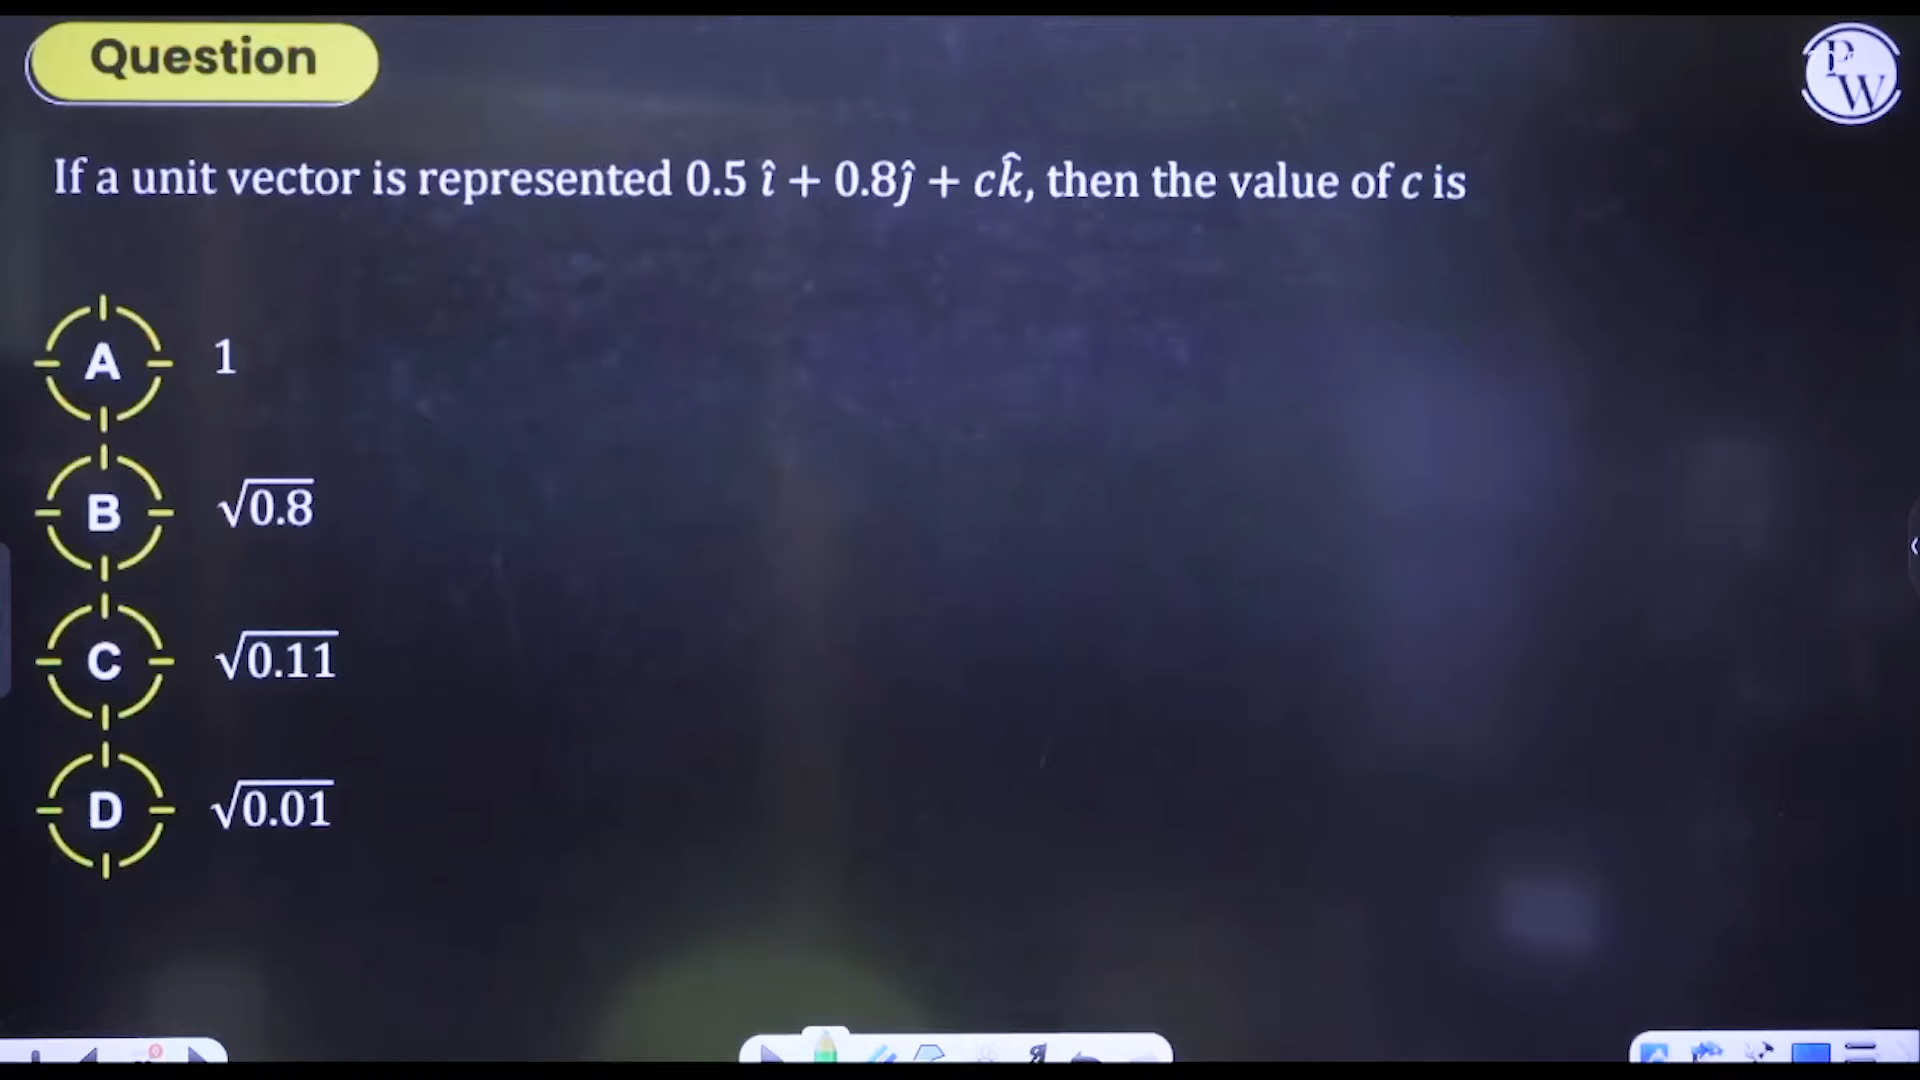 Question
PW
If a unit vector is represented 0.5 î + 0.8ĵ + ck̂, then the value of c is
A 1
B √0.8
C √0.11
D √0.01